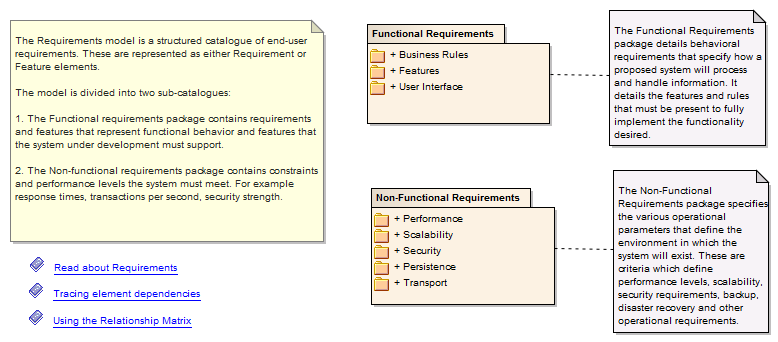 The Requirements model is a structured catalogue of end-user
requirements. These are represented as either Requirement or
Feature elements.
The model is divided into two sub-catalogues:
1. The Functional requirements package contains requirements
and features that represent functional behavior and features that
the system under development must support.
2. The Non-functional requirements package contains constraints
and performance levels the system must meet. For example
response times, transactions per second, security strength.
Read about Requirements
Tracing element dependencies
Using the Relationship Matrix
Functional Requirements
+ Business Rules
+ Features
+ User Interface
The Functional Requirements
package details behavioral
requirements that specify how a
proposed system will process
and handle information. It
details the features and rules
that must be present to fully
implement the functionality
desired.
Non-Functional Requirements
+ Performance
+ Scalability
+ Security
+ Persistence
+ Transport
The Non-Functional
Requirements package specifies
the various operational
parameters that define the
environment in which the
system will exist. These are
criteria which define
performance levels, scalability,
security requirements, backup,
disaster recovery and other
operational requirements.